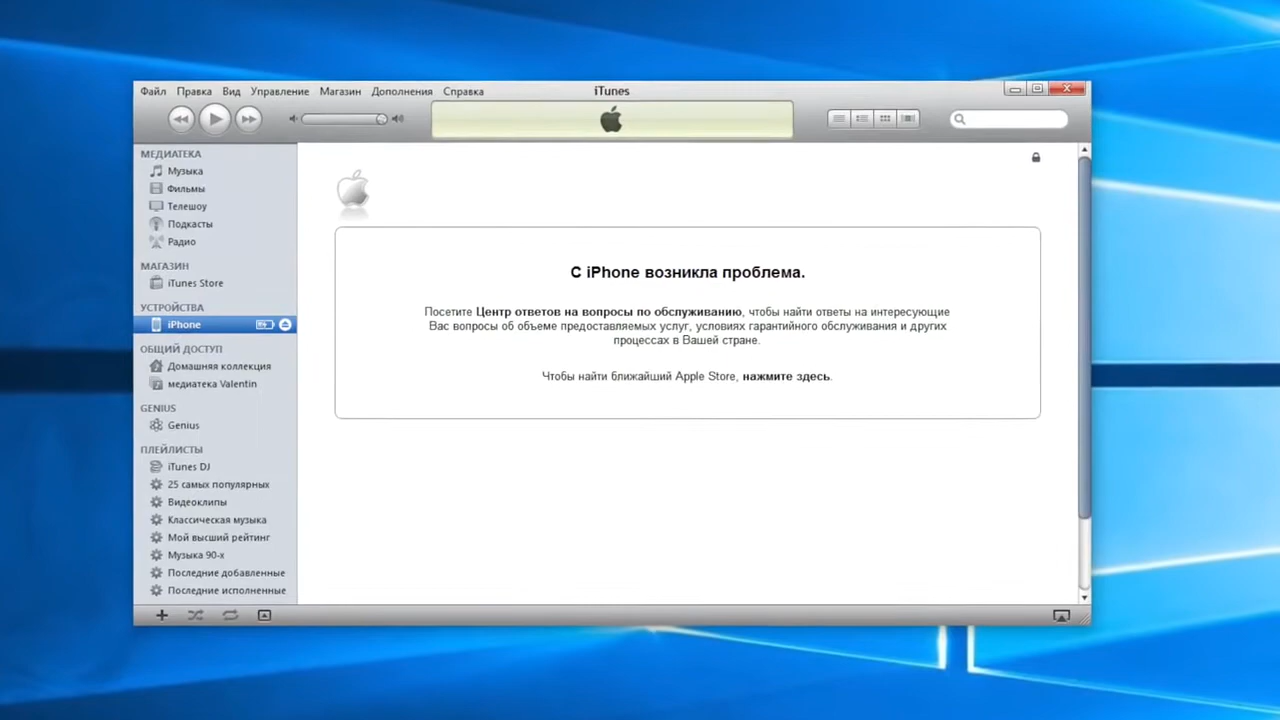 Файл Правка Вид Управление Магазин Дополнения Справка
iTunes
МЕДИАТЕКА
Музыка
Фильмы
Телешоу
Подкасты
Радио
МАГАЗИН
iTunes Store
УСТРОЙСТВА
iPhone
ОБЩИЙ ДОСТУП
Домашняя коллекция
медиатека Valentin
GENIUS
Genius
ПЛЕЙЛИСТЫ
iTunes DJ
25 самых популярных
Видеоклипы
Классическая музыка
Мой высший рейтинг
Музыка 90-х
Последние добавленные
Последние исполненные
С iPhone возникла проблема.
Посетите Центр ответов на вопросы по обслуживанию, чтобы найти ответы на интересующие
Вас вопросы об объеме предоставляемых услуг, условиях гарантийного обслуживания и других
процессах в Вашей стране.
Чтобы найти ближайший Apple Store, нажмите здесь.